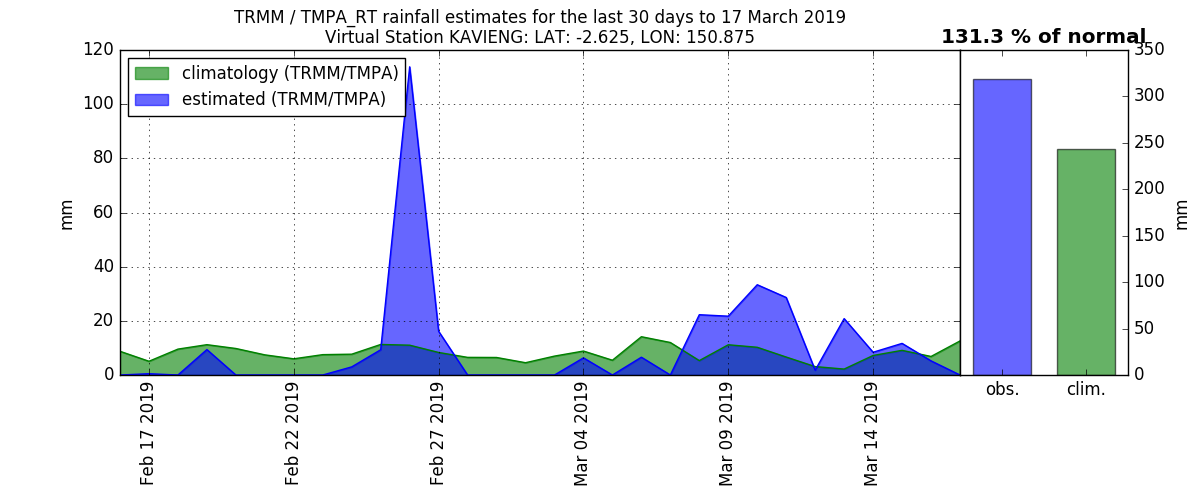 TRMM / TMPA_RT rainfall estimates for the last 30 days to 17 March 2019
Virtual Station KAVIENG: LAT: -2.625, LON: 150.875
131.3 % of normal
climatology (TRMM/TMPA)
estimated (TRMM/TMPA)
120
100
80
60
40
20
0
mm
Feb 17 2019
Feb 22 2019
Feb 27 2019
Mar 04 2019
Mar 09 2019
Mar 14 2019
350
300
250
200
150
100
50
0
mm
obs.
clim.